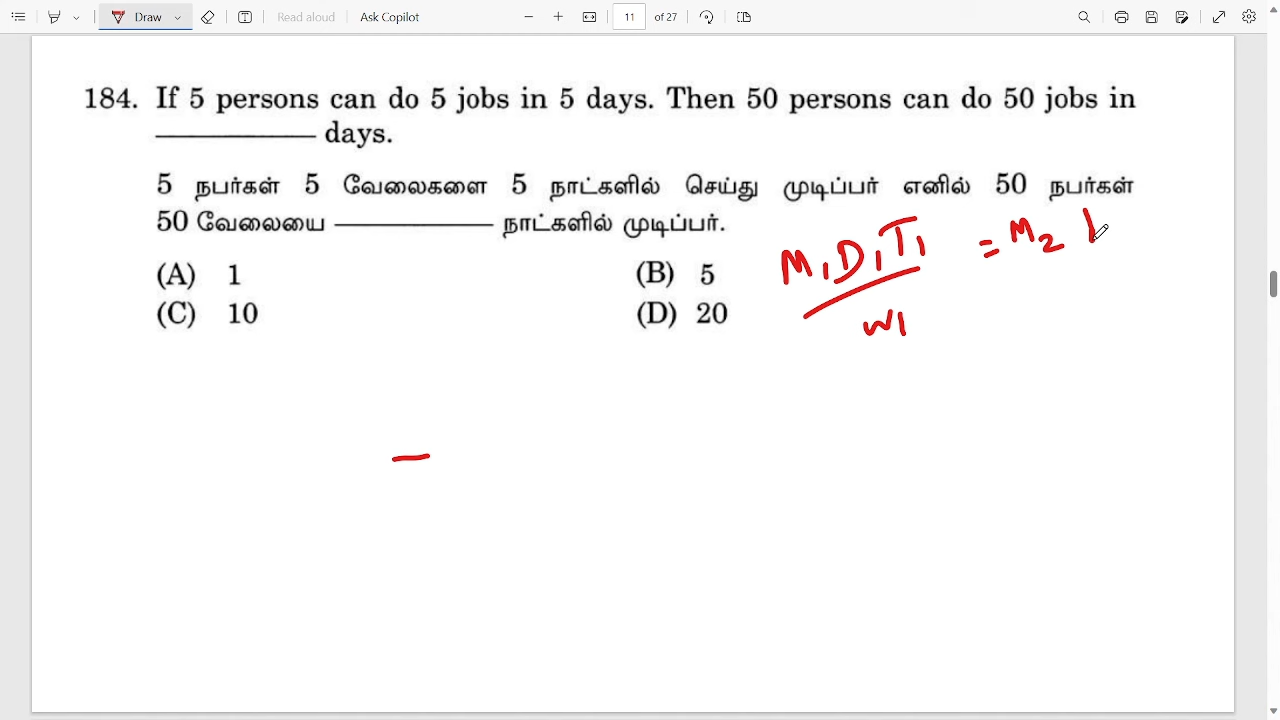 Draw
Read aloud
Ask Copilot
11
of 27
184. If 5 persons can do 5 jobs in 5 days. Then 50 persons can do 50 jobs in
__________ days.
5 நபர்கள் 5 வேலைகளை 5 நாட்களில் செய்து முடிப்பர் எனில் 50 நபர்கள்
50 வேலையை __________ நாட்களில் முடிப்பர்.
(A) 1
(B) 5
(C) 10
(D) 20
M₁D₁T₁ = M₂
W1